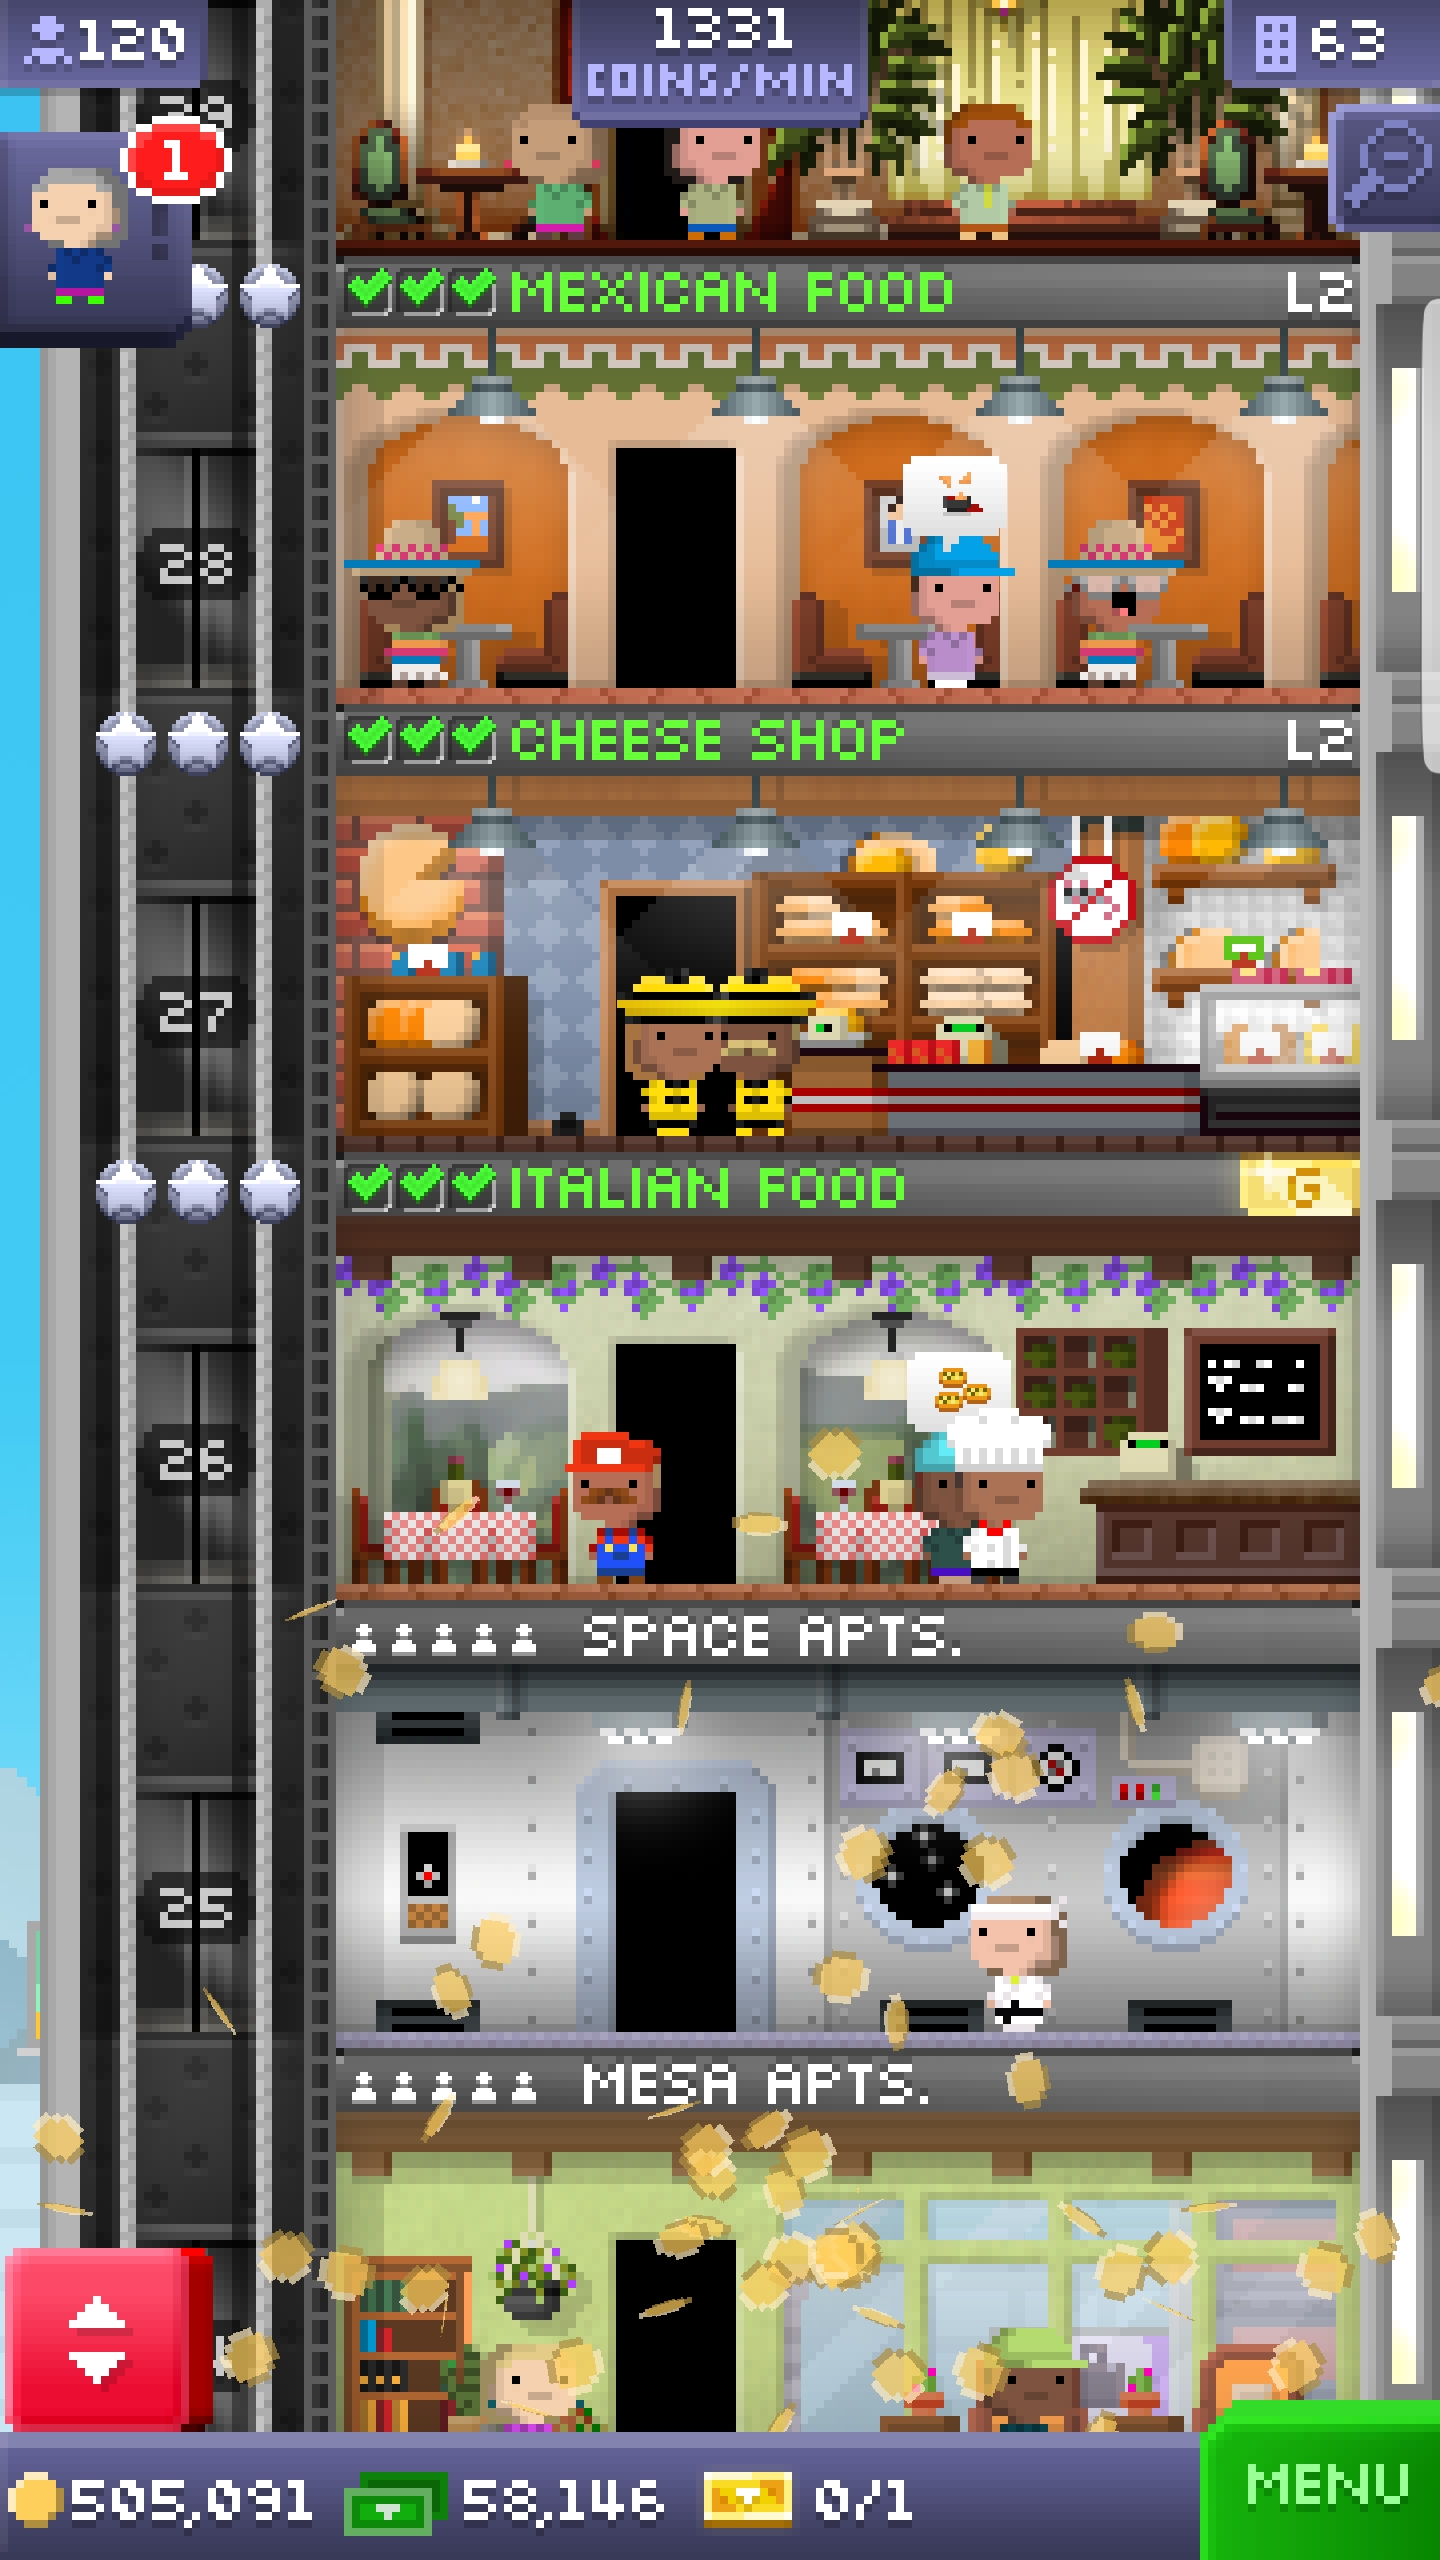 120
1331
COINS/MIN
63
1
MEXICAN FOOD
L2
28
CHEESE SHOP
L2
27
ITALIAN FOOD
G
26
SPACE APTS.
25
MESA APTS.
505,091
58,146
0/1
MENU